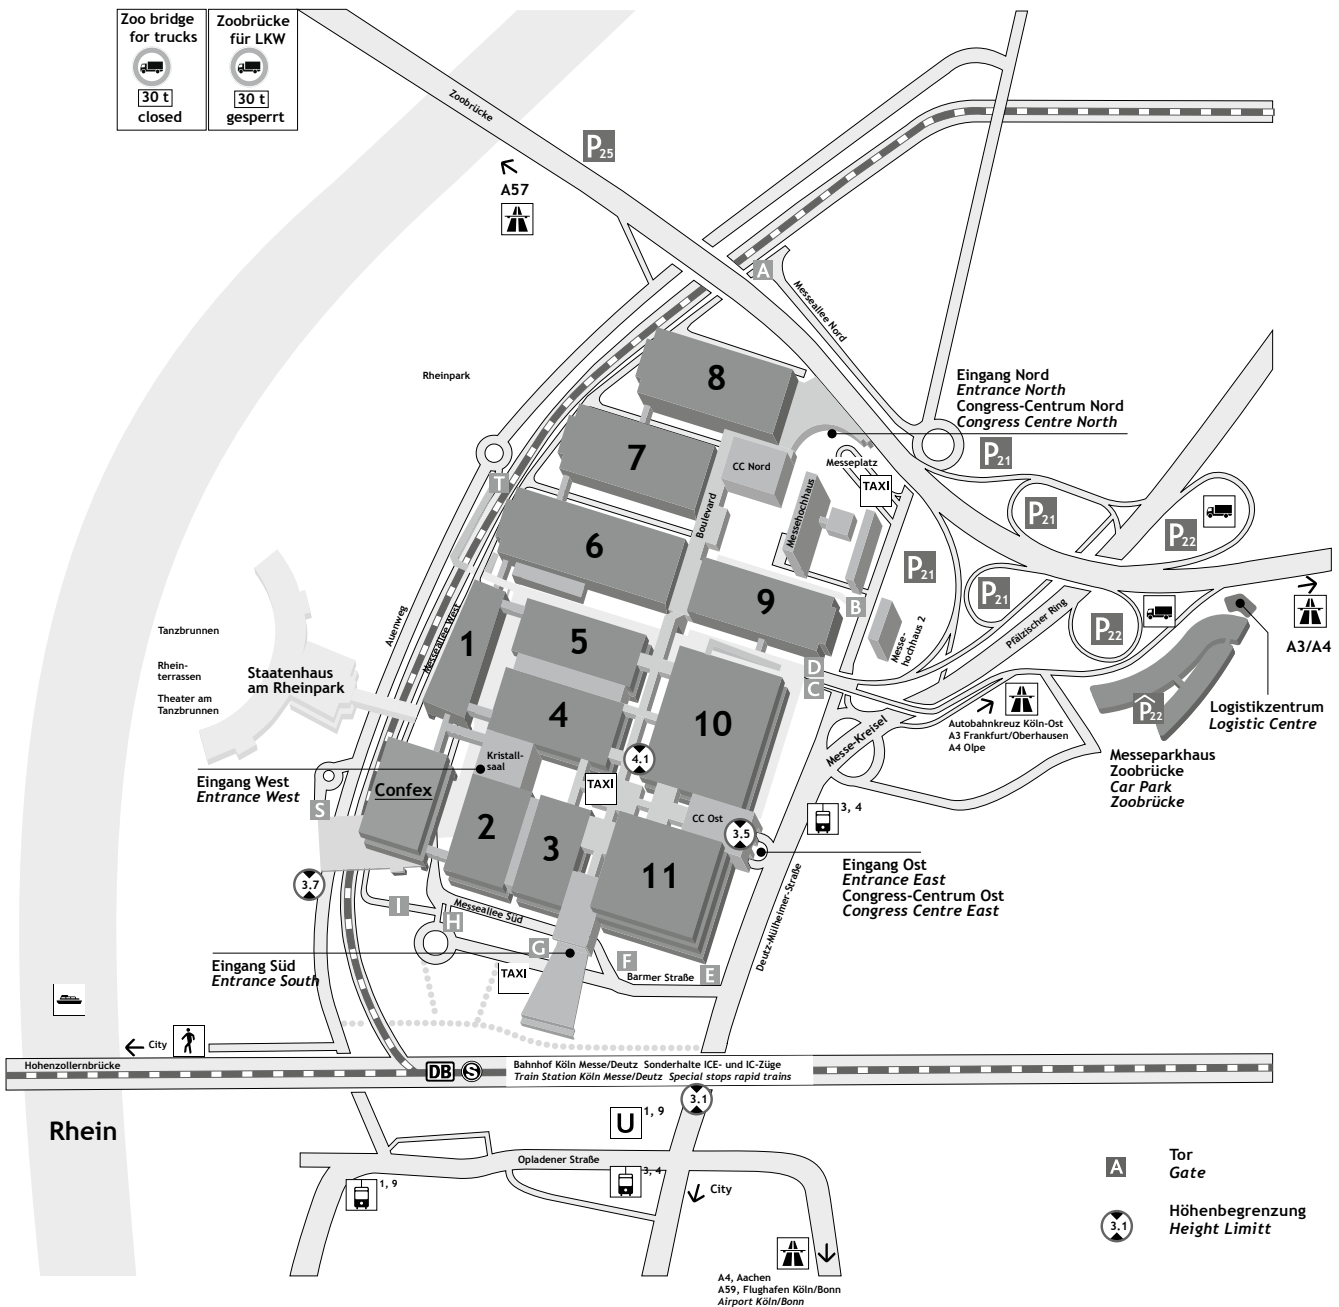 Zoo bridge
for trucks
30 t
closed
Zoobrücke
für LKW
30 t
gesperrt
Zoobrücke
P25
A57
A
Messeallee Nord
Rheinpark
8
Eingang Nord
Entrance North
Congress-Centrum Nord
Congress Centre North
7
CC Nord
Messeplatz
TAXI
P21
T
Boulevard
Messehochhaus
P21
P22
6
P21
9
B
P21
Messe-
hochhaus 2
Pfälzischer Ring
P22
A3/A4
Auenweg
Messeallee West
1
5
Tanzbrunnen
Rhein-
terrassen
Theater am
Tanzbrunnen
Staatenhaus
am Rheinpark
D
C
4
10
P22
Logistikzentrum
Logistic Centre
Autobahnkreuz Köln-Ost
A3 Frankfurt/Oberhausen
A4 Olpe
Messe-Kreisel
Messeparkhaus
Zoobrücke
Car Park
Zoobrücke
Kristall-
saal
4.1
TAXI
Eingang West
Entrance West
Confex
S
2
3
CC Ost
3.5
3, 4
11
Eingang Ost
Entrance East
Congress-Centrum Ost
Congress Centre East
3.7
I
H
Messeallee Süd
G
F
E
Barmer Straße
Deutz-Mülheimer-Straße
TAXI
Eingang Süd
Entrance South
City
Hohenzollernbrücke
DB
S
Bahnhof Köln Messe/Deutz Sonderhalte ICE- und IC-Züge
Train Station Köln Messe/Deutz Special stops rapid trains
3.1
Rhein
U
1, 9
Opladener Straße
1, 9
3, 4
City
A
Tor
Gate
3.1
Höhenbegrenzung
Height Limitt
A4, Aachen
A59, Flughafen Köln/Bonn
Airport Köln/Bonn